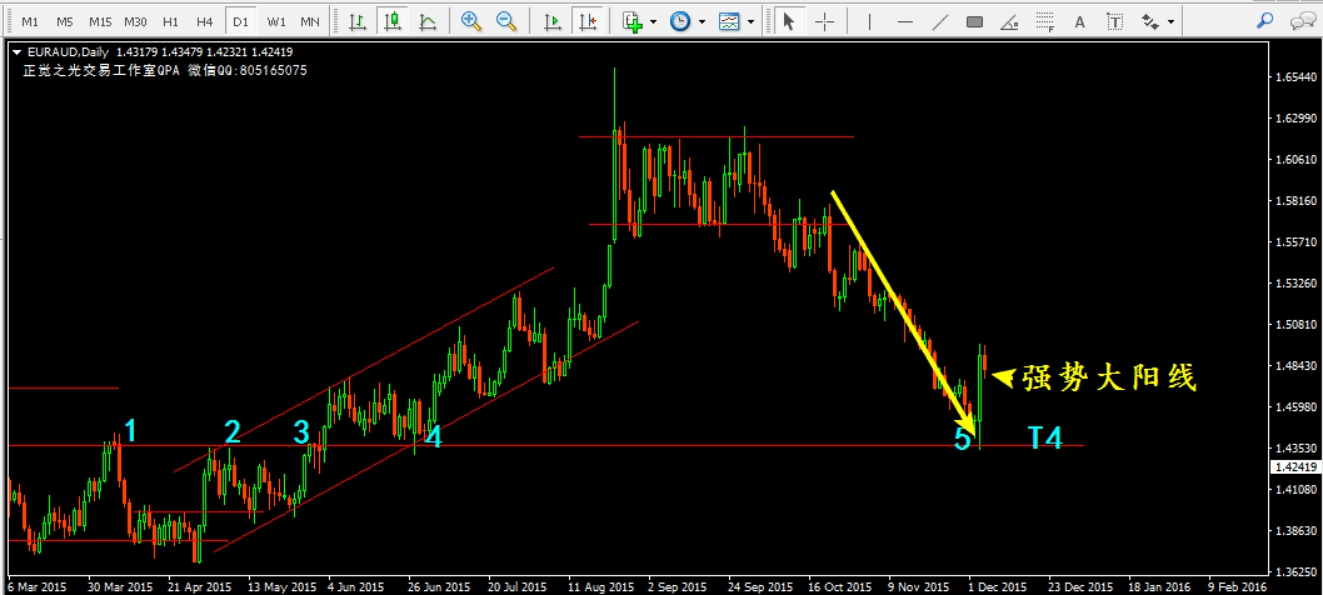 M1 M5 M15 M30 H1 H4 D1 W1 MN A T
EURAUD,Daily 1.43179 1.43479 1.42321 1.42419
正觉之光交易工作室QPA 微信QQ:805165075
1.65440
1.62990
1.60610
1.58160
1.55710
1.53260
1.50810
1.48430
强势大阳线
1.45980
1 2 3 4 5 T4
1.43530
1.42419
1.41080
1.38630
1.36250
6 Mar 2015 30 Mar 2015 21 Apr 2015 13 May 2015 4 Jun 2015 26 Jun 2015 20 Jul 2015 11 Aug 2015 2 Sep 2015 24 Sep 2015 16 Oct 2015 9 Nov 2015 1 Dec 2015 23 Dec 2015 18 Jan 2016 9 Feb 2016